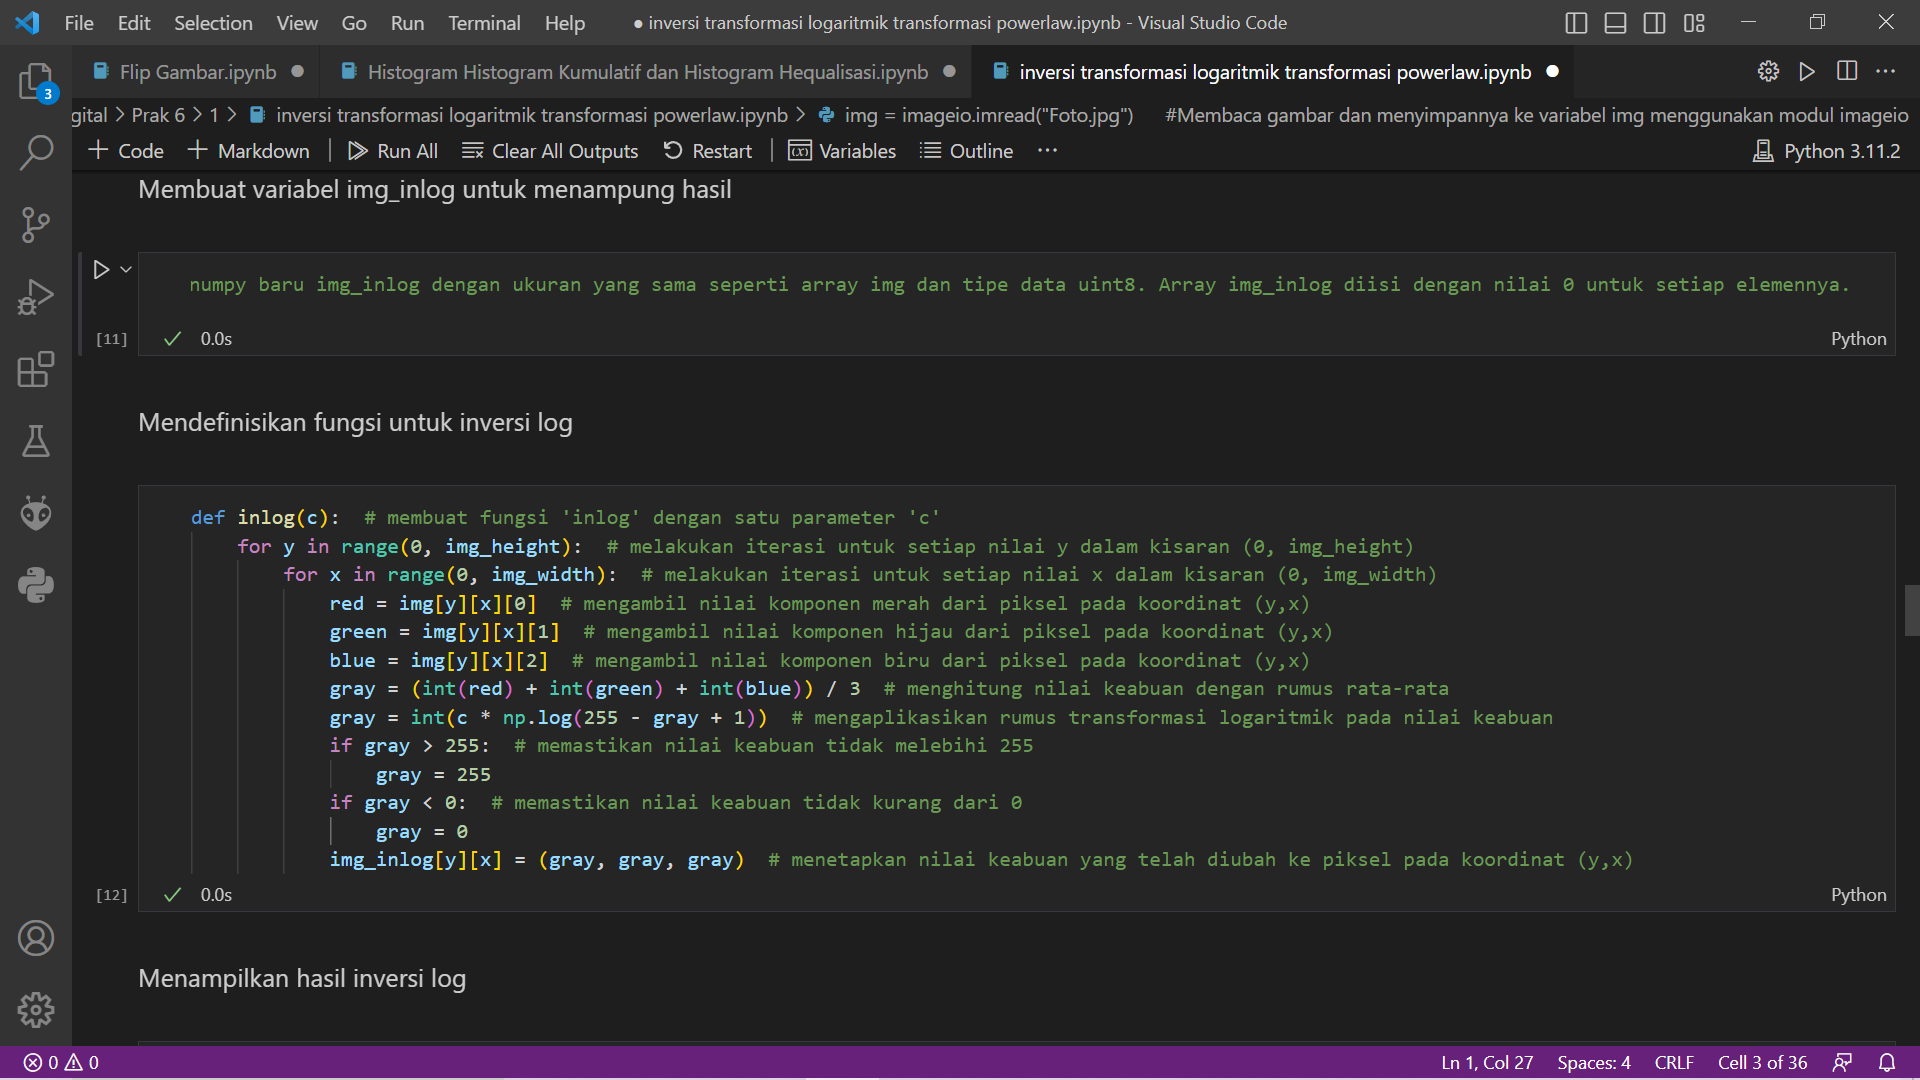 File Edit Selection View Go Run Terminal Help ● inversi transformasi logaritmik transformasi powerlaw.ipynb - Visual Studio Code
Flip Gambar.ipynb ● Histogram Histogram Kumulatif dan Histogram Hequalisasi.ipynb ● inversi transformasi logaritmik transformasi powerlaw.ipynb ●
3
gital > Prak 6 > 1 > inversi transformasi logaritmik transformasi powerlaw.ipynb > img = imageio.imread("Foto.jpg") #Membaca gambar dan menyimpannya ke variabel img menggunakan modul imageio
+ Code + Markdown Run All Clear All Outputs Restart Variables Outline ... Python 3.11.2
Membuat variabel img_inlog untuk menampung hasil
numpy baru img_inlog dengan ukuran yang sama seperti array img dan tipe data uint8. Array img_inlog diisi dengan nilai 0 untuk setiap elemennya.
[11] ✓ 0.0s Python
Mendefinisikan fungsi untuk inversi log
def inlog(c):  # membuat fungsi 'inlog' dengan satu parameter 'c'
    for y in range(0, img_height):  # melakukan iterasi untuk setiap nilai y dalam kisaran (0, img_height)
        for x in range(0, img_width):  # melakukan iterasi untuk setiap nilai x dalam kisaran (0, img_width)
            red = img[y][x][0]  # mengambil nilai komponen merah dari piksel pada koordinat (y,x)
            green = img[y][x][1]  # mengambil nilai komponen hijau dari piksel pada koordinat (y,x)
            blue = img[y][x][2]  # mengambil nilai komponen biru dari piksel pada koordinat (y,x)
            gray = (int(red) + int(green) + int(blue)) / 3  # menghitung nilai keabuan dengan rumus rata-rata
            gray = int(c * np.log(255 - gray + 1))  # mengaplikasikan rumus transformasi logaritmik pada nilai keabuan
            if gray > 255:  # memastikan nilai keabuan tidak melebihi 255
                gray = 255
            if gray < 0:  # memastikan nilai keabuan tidak kurang dari 0
                gray = 0
            img_inlog[y][x] = (gray, gray, gray)  # menetapkan nilai keabuan yang telah diubah ke piksel pada koordinat (y,x)
[12] ✓ 0.0s Python
Menampilkan hasil inversi log
0 0 Ln 1, Col 27 Spaces: 4 CRLF Cell 3 of 36